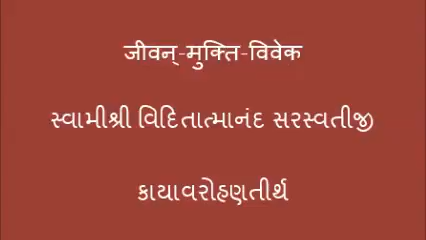 जीवन्-मुक्ति-विवेक
સ્વામીશ્રી વિદિતાત્માનંદ સરસ્વતીજી
કાયાવરોહણતીર્થ